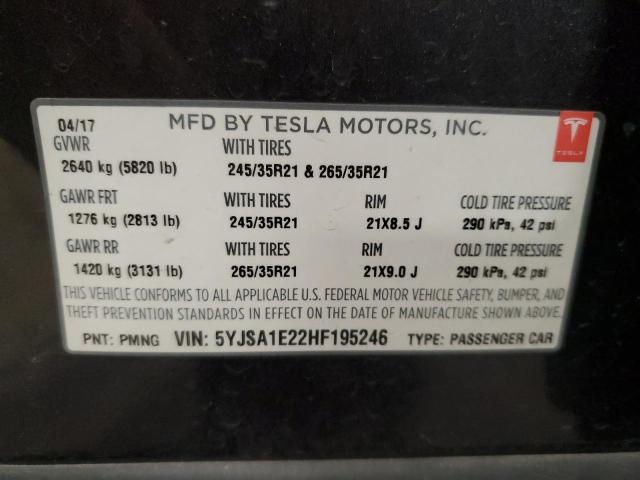 04/17 MFD BY TESLA MOTORS, INC.
TESLA
GVWR WITH TIRES
2640 kg (5820 lb) 245/35R21 & 265/35R21
GAWR FRT WITH TIRES RIM COLD TIRE PRESSURE
1276 kg (2813 lb) 245/35R21 21X8.5 J 290 kPa, 42 psi
GAWR RR WITH TIRES RIM COLD TIRE PRESSURE
1420 kg (3131 lb) 265/35R21 21X9.0 J 290 kPa, 42 psi
THIS VEHICLE CONFORMS TO ALL APPLICABLE U.S. FEDERAL MOTOR VEHICLE SAFETY, BUMPER, AND
THEFT PREVENTION STANDARDS IN EFFECT ON THE DATE OF MANUFACTURE SHOWN ABOVE.
PNT: PMNG VIN: 5YJSA1E22HF195246 TYPE: PASSENGER CAR